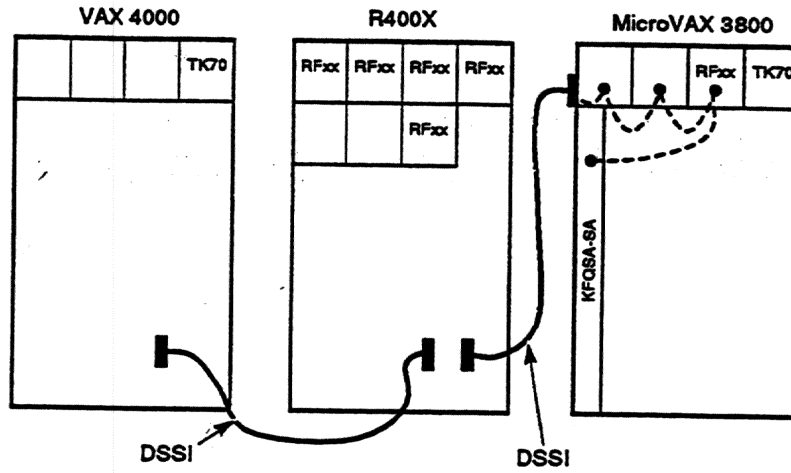 VAX 4000
R400X
MicroVAX 3800
TK70
RFxx RFxx RFxx RFxx
RFxx
TK70
RFxx
KFQSA-SA
DSSI
DSSI